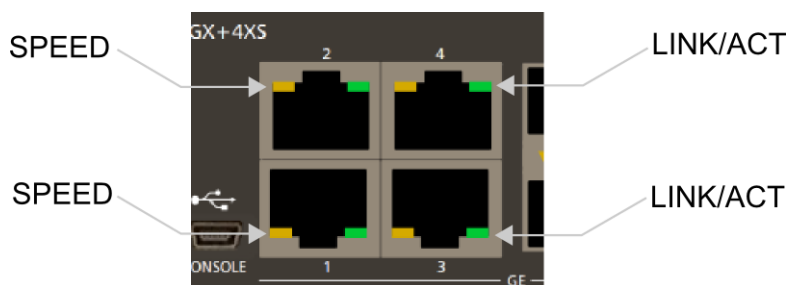 GX+4XS
SPEED
2
4
LINK/ACT
SPEED
LINK/ACT
ONSOLE
1
3
GE